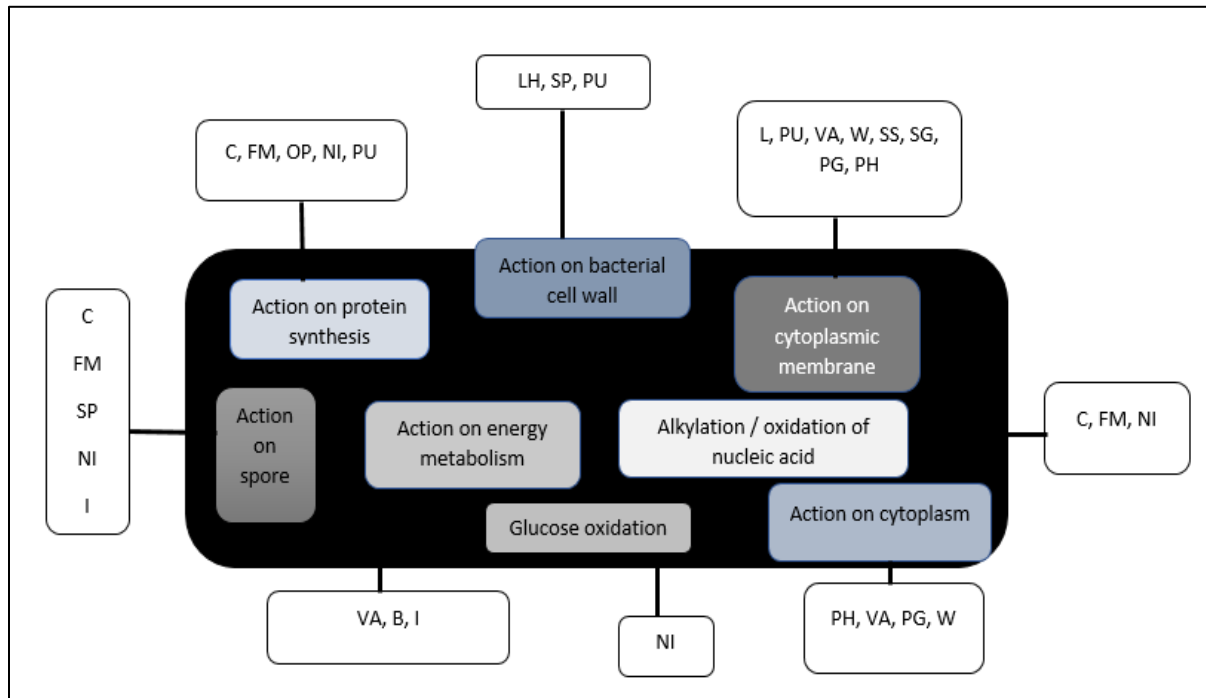 LH, SP, PU
C, FM, OP, NI, PU
L, PU, VA, W, SS, SG,
PG, PH
Action on bacterial
cell wall
Action on protein
synthesis
Action on
cytoplasmic
membrane
C
FM
SP
NI
I
Action
on
spore
Action on energy
metabolism
Alkylation / oxidation of
nucleic acid
C, FM, NI
Glucose oxidation
Action on cytoplasm
VA, B, I
NI
PH, VA, PG, W